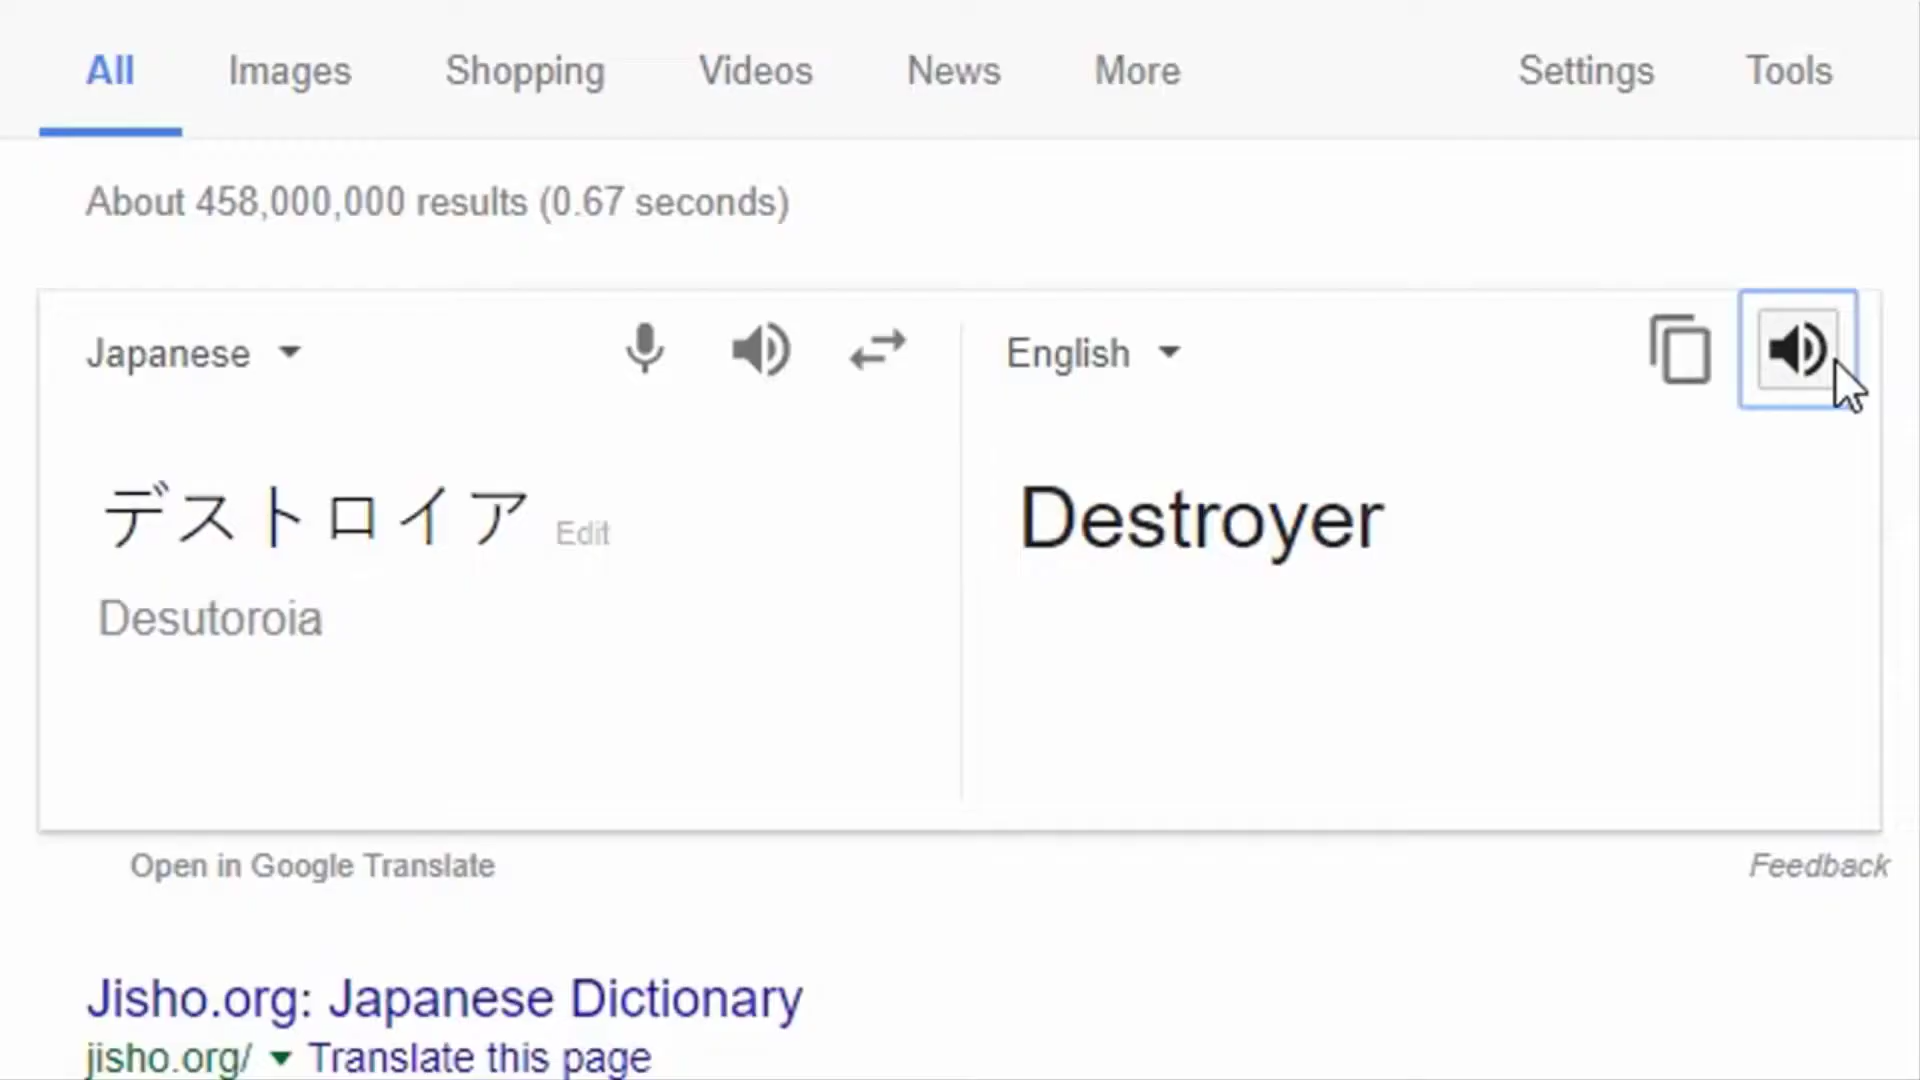 All Images Shopping Videos News More Settings Tools
About 458,000,000 results (0.67 seconds)
Japanese English
デストロイア Edit Destroyer
Desutoroia
Open in Google Translate Feedback
Jisho.org: Japanese Dictionary
jisho.org/ Translate this page